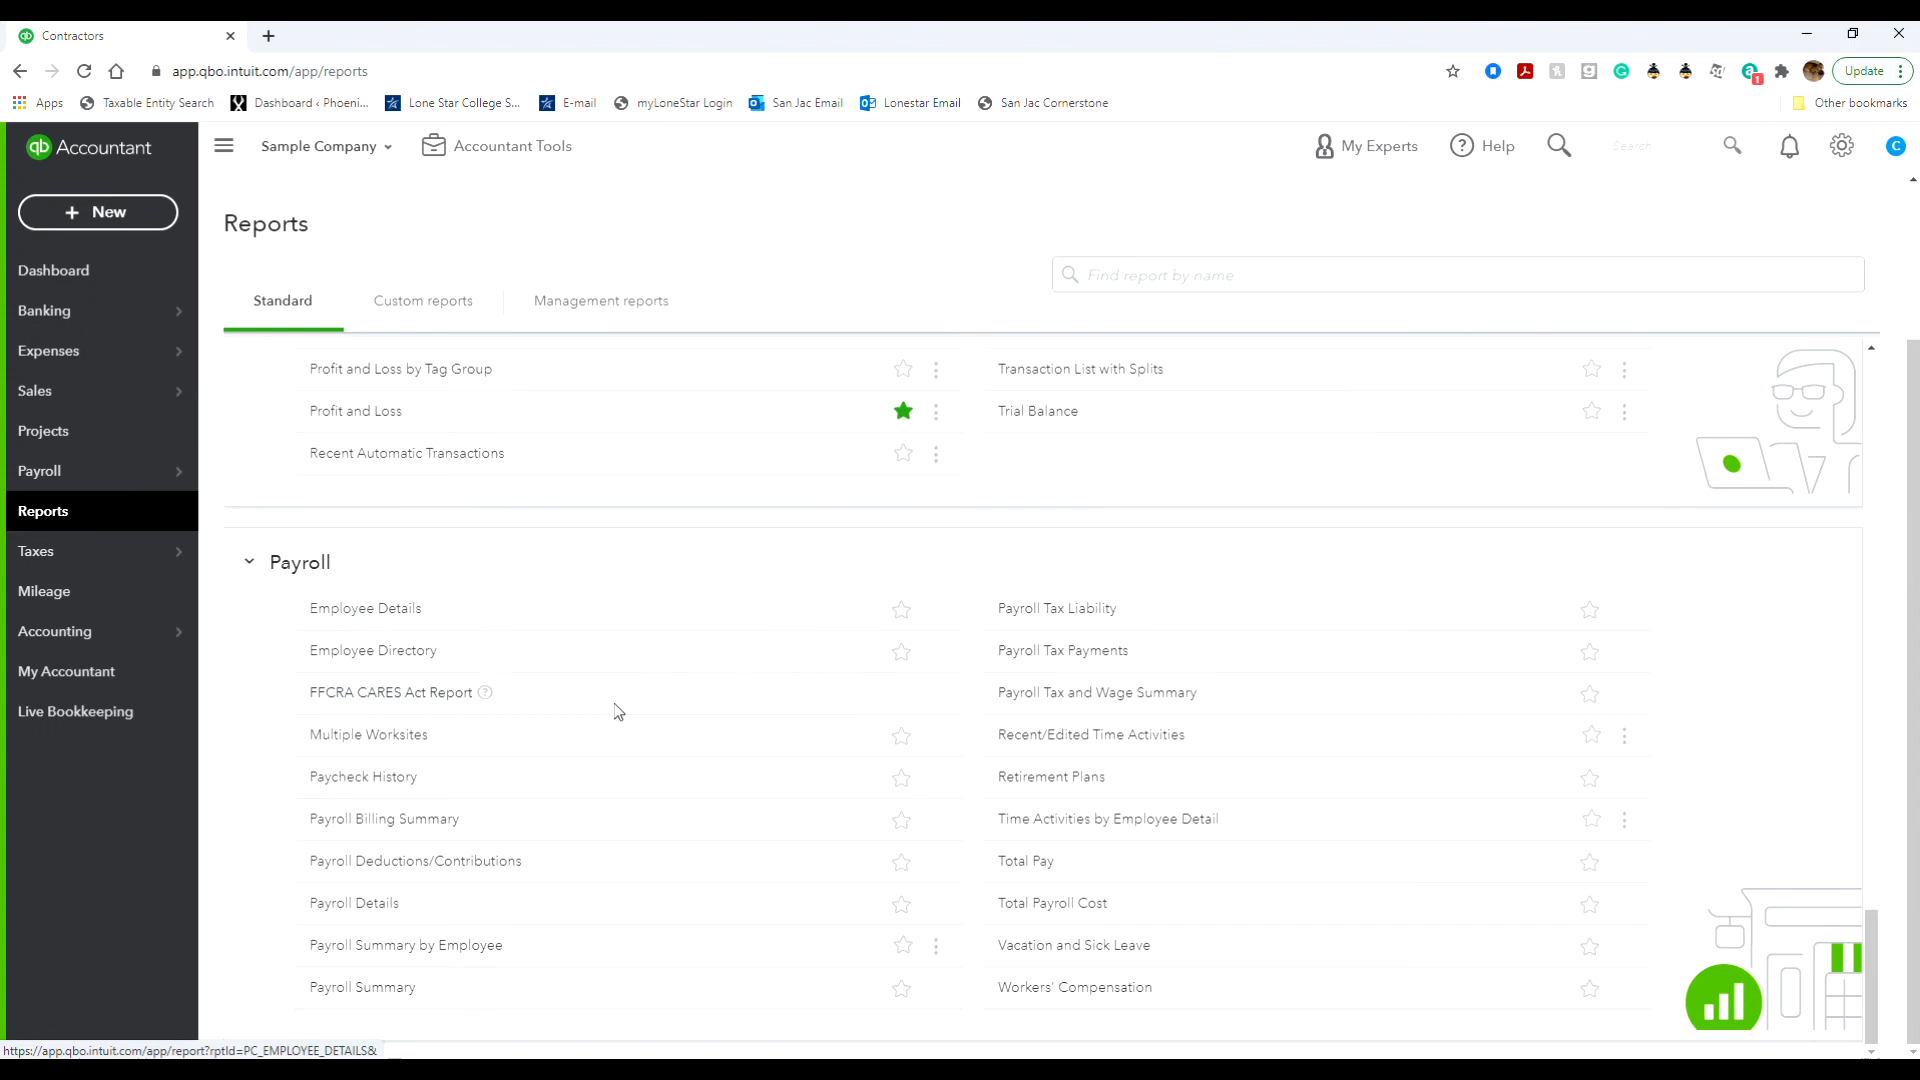 Contractors
app.qbo.intuit.com/app/reports
Update
Apps Taxable Entity Search Dashboard ‹ Phoeni... Lone Star College S... E-mail myLoneStar Login San Jac Email Lonestar Email San Jac Cornerstone Other bookmarks
qb Accountant Sample Company Accountant Tools My Experts Help Search C
+ New
Dashboard
Banking
Expenses
Sales
Projects
Payroll
Reports
Taxes
Mileage
Accounting
My Accountant
Live Bookkeeping
Reports
Find report by name
Standard Custom reports Management reports
Profit and Loss by Tag Group
Profit and Loss
Recent Automatic Transactions
Transaction List with Splits
Trial Balance
Payroll
Employee Details
Employee Directory
FFCRA CARES Act Report ?
Multiple Worksites
Paycheck History
Payroll Billing Summary
Payroll Deductions/Contributions
Payroll Details
Payroll Summary by Employee
Payroll Summary
Payroll Tax Liability
Payroll Tax Payments
Payroll Tax and Wage Summary
Recent/Edited Time Activities
Retirement Plans
Time Activities by Employee Detail
Total Pay
Total Payroll Cost
Vacation and Sick Leave
Workers' Compensation
https://app.qbo.intuit.com/app/report?rptId=PC_EMPLOYEE_DETAILS&